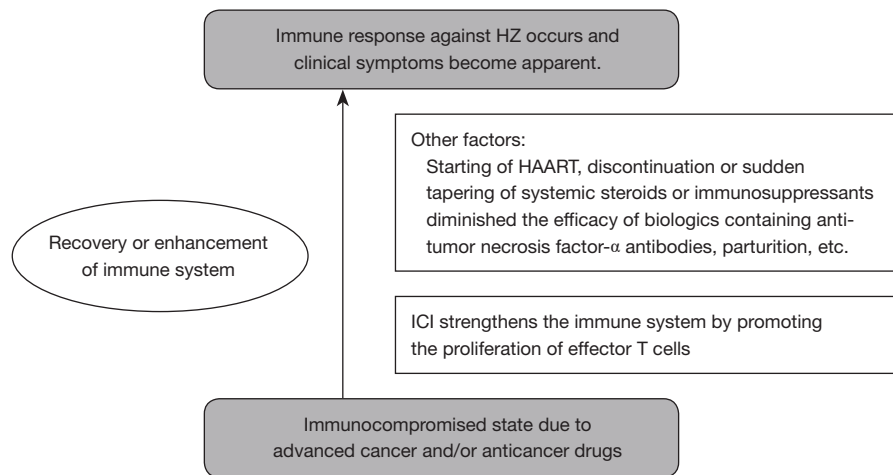 Immune response against HZ occurs and
clinical symptoms become apparent.
Other factors:
Starting of HAART, discontinuation or sudden
tapering of systemic steroids or immunosuppressants
diminished the efficacy of biologics containing anti-
tumor necrosis factor-α antibodies, parturition, etc.
Recovery or enhancement
of immune system
ICI strengthens the immune system by promoting
the proliferation of effector T cells
Immunocompromised state due to
advanced cancer and/or anticancer drugs